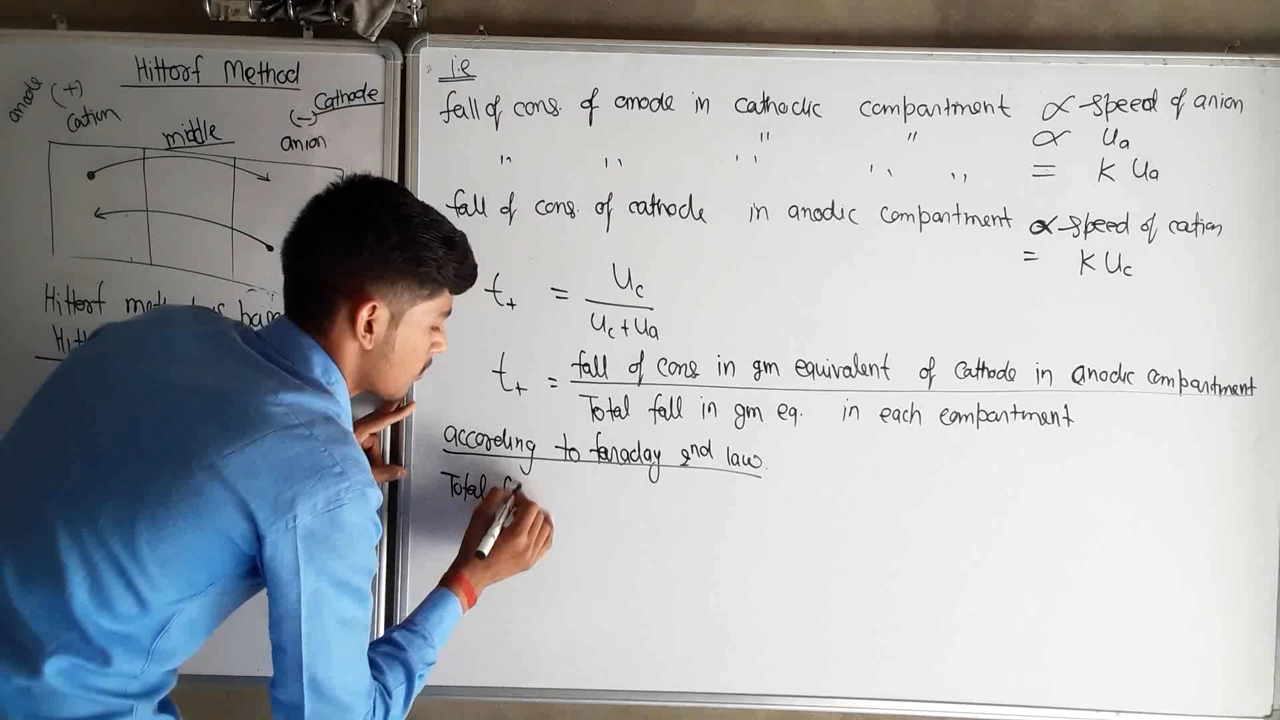 Hittorf Method
anode (+) cation
(-) Cathode
anion
middle
Hittorf
Hitt
i.e
fall of cons. of anode in cathodic compartment ∝ speed of anion
" " ∝ ua
" " " " " = K Ua
fall of cons. of cathode in anodic compartment ∝ speed of cation
= K Uc
t+ = Uc / Uc + Ua
t+ = fall of cons in gm equivalent of Cathode in anodic compartment
Total fall in gm eq. in each compartment
according to faraday 2nd law.
Total